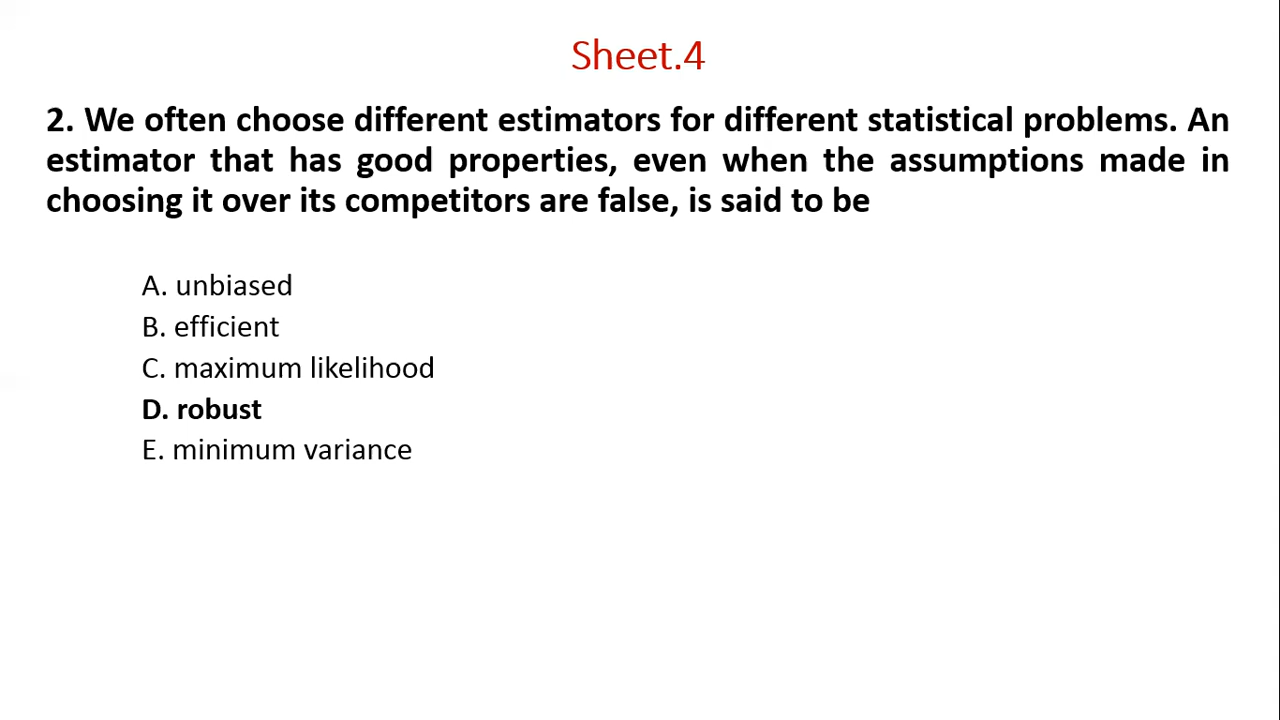 Sheet.4
2. We often choose different estimators for different statistical problems. An
estimator that has good properties, even when the assumptions made in
choosing it over its competitors are false, is said to be
A. unbiased
B. efficient
C. maximum likelihood
D. robust
E. minimum variance